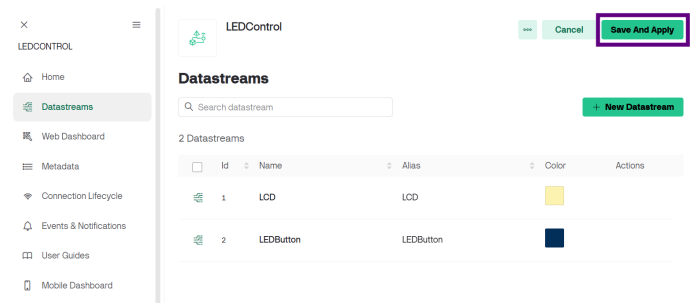 LEDCONTROL
Home
Datastreams
Web Dashboard
Metadata
Connection Lifecycle
Events & Notifications
User Guides
Mobile Dashboard
LEDControl
Cancel
Save And Apply
Datastreams
Search datastream
+ New Datastream
2 Datastreams
Id Name Alias Color Actions
1 LCD LCD
2 LEDButton LEDButton